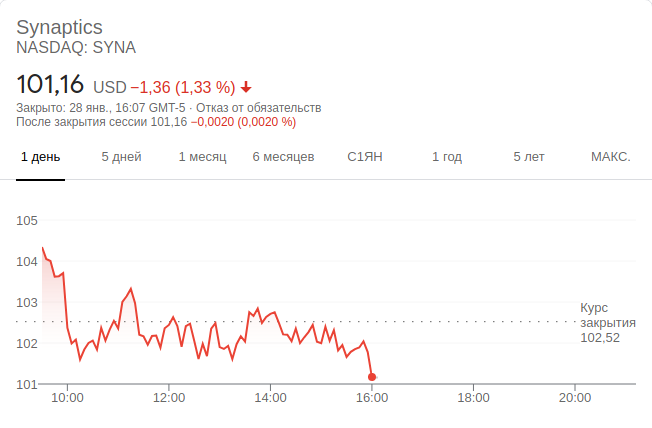 Synaptics
NASDAQ: SYNA
101,16 USD −1,36 (1,33 %)
Закрыто: 28 янв., 16:07 GMT-5 · Отказ от обязательств
После закрытия сессии 101,16 −0,0020 (0,0020 %)
1 день 5 дней 1 месяц 6 месяцев С1ЯН 1 год 5 лет МАКС.
105
104
103
102
101
Курс
закрытия
102,52
10:00 12:00 14:00 16:00 18:00 20:00